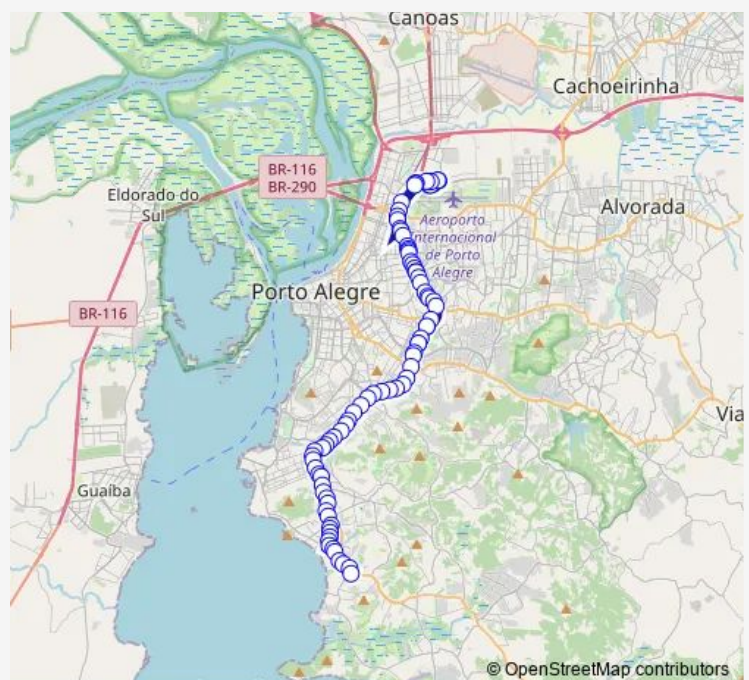 Canoas
Cachoeirinha
BR-116
BR-290
Eldorado do
Sul
Alvorada
Aeroporto
Internacional
de Porto
Alegre
Porto Alegre
BR-116
Via
Guaíba
© OpenStreetMap contributors